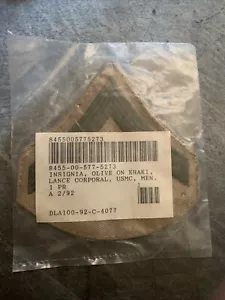 8455005775273
8455-00-577-5273
INSIGNIA, OLIVE ON KHAKI,
LANCE CORPORAL, USMC, MEN.
1 PR
A 2/92
DLA100-92-C-4077